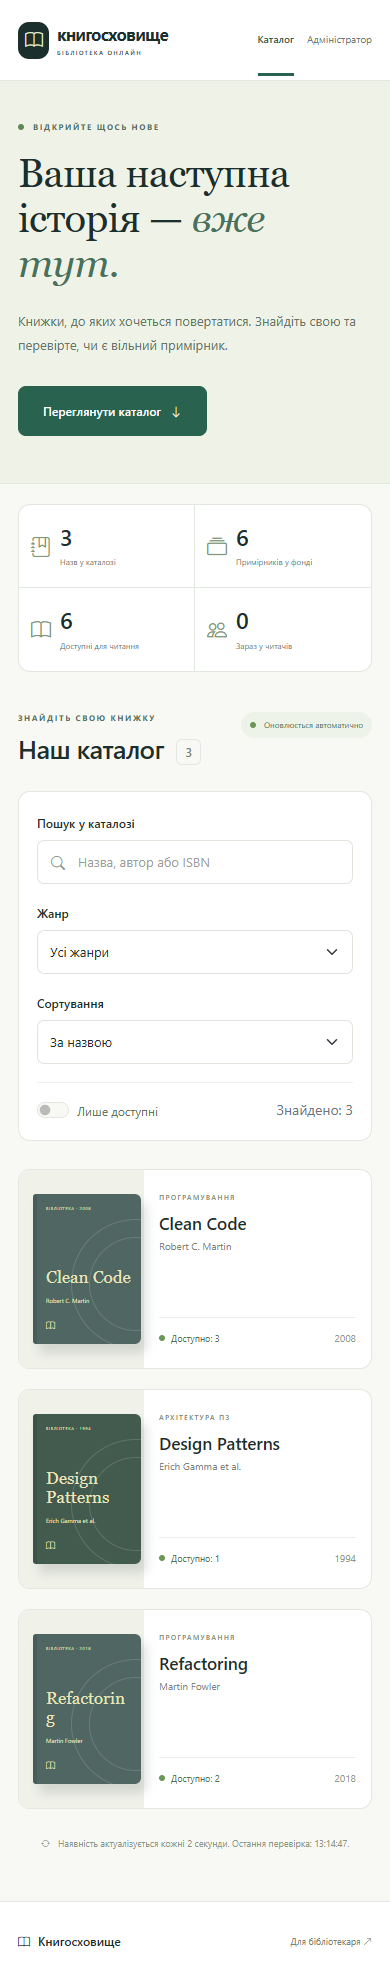 книгосховище
БІБЛІОТЕКА ОНЛАЙН
Каталог
Адміністратор
ВІДКРИЙТЕ ЩОСЬ НОВЕ
Ваша наступна
історія — вже
тут.
Книжки, до яких хочеться повертатися. Знайдіть свою та
перевірте, чи є вільний примірник.
Переглянути каталог ↓
3
Назв у каталозі
6
Примірників у фонді
6
Доступні для читання
0
Зараз у читачів
ЗНАЙДІТЬ СВОЮ КНИЖКУ
Оновлюється автоматично
Наш каталог 3
Пошук у каталозі
Назва, автор або ISBN
Жанр
Усі жанри
Сортування
За назвою
Лише доступні
Знайдено: 3
БІБЛІОТЕКА · 2008
Clean Code
Robert C. Martin
ПРОГРАМУВАННЯ
Clean Code
Robert C. Martin
Доступно: 3
2008
БІБЛІОТЕКА · 1994
Design
Patterns
Erich Gamma et al.
АРХІТЕКТУРА ПЗ
Design Patterns
Erich Gamma et al.
Доступно: 1
1994
БІБЛІОТЕКА · 2018
Refactorin
g
Martin Fowler
ПРОГРАМУВАННЯ
Refactoring
Martin Fowler
Доступно: 2
2018
Наявність актуалізується кожні 2 секунди. Остання перевірка: 13:14:47.
Книгосховище
Для бібліотекаря ↗